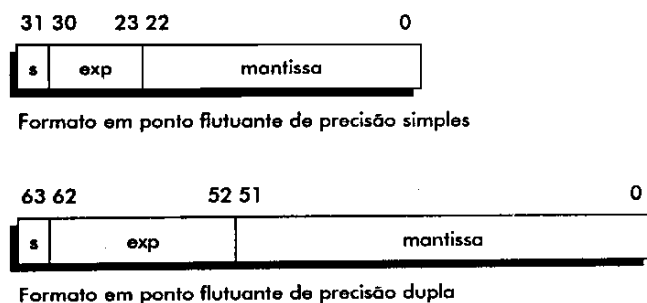 31 30 23 22 0
s exp mantissa
Formato em ponto flutuante de precisão simples
63 62 52 51 0
s exp mantissa
Formato em ponto flutuante de precisão dupla